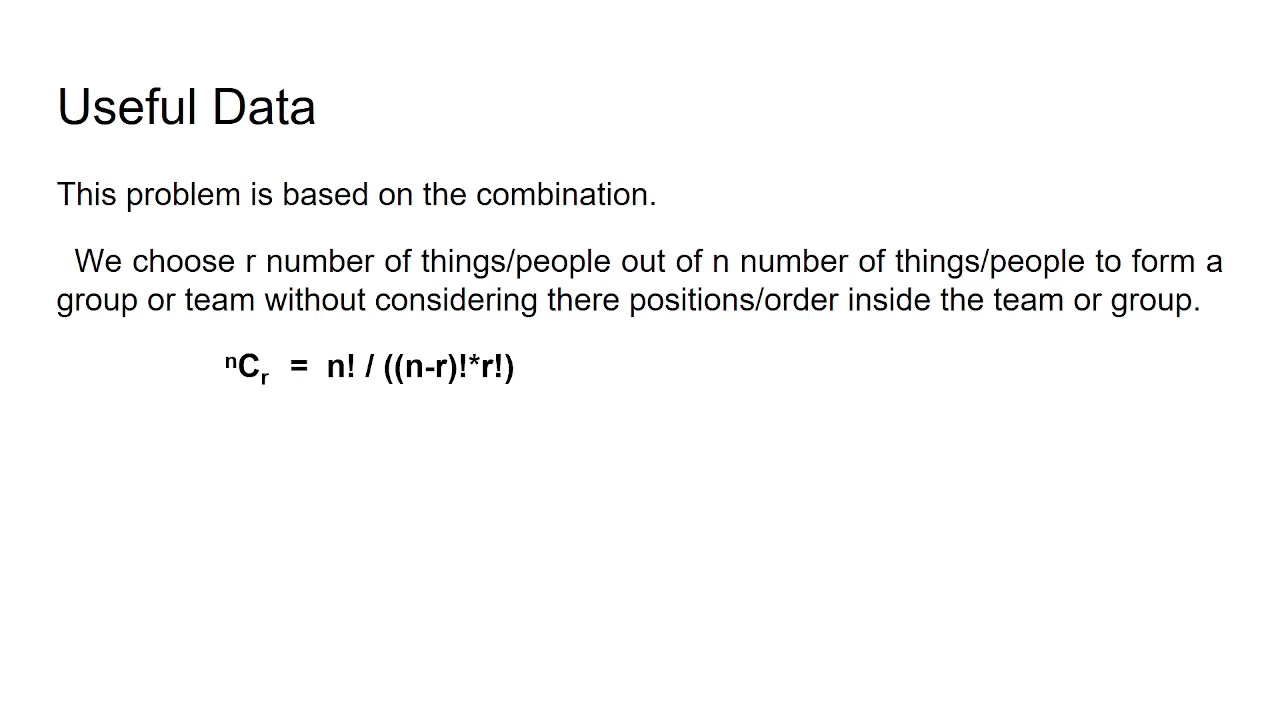 Useful Data
This problem is based on the combination.
We choose r number of things/people out of n number of things/people to form a
group or team without considering there positions/order inside the team or group.
ⁿCᵣ = n! / ((n-r)!*r!)